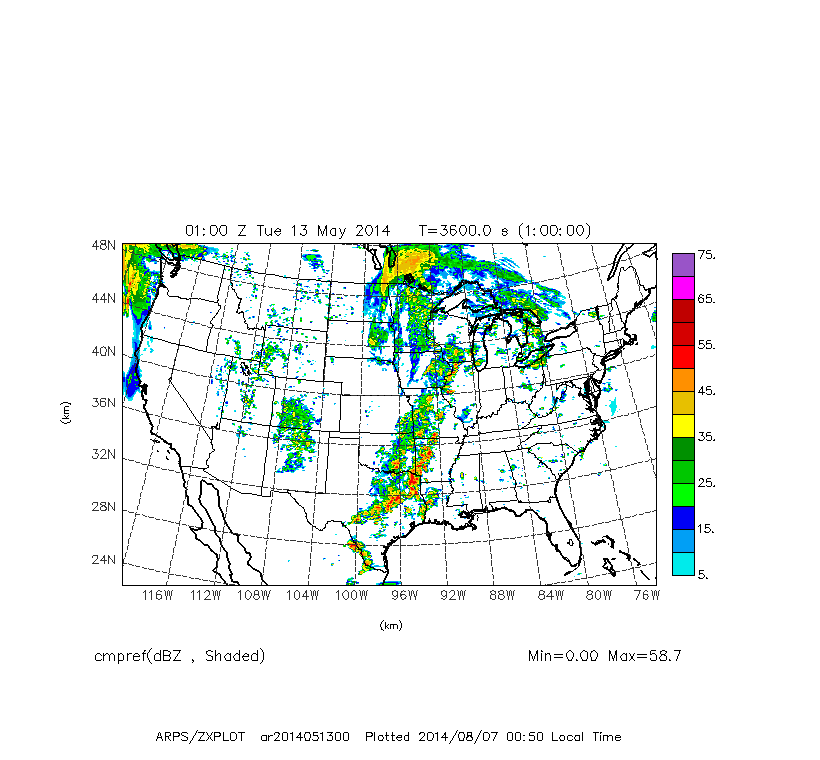 01:00 Z Tue 13 May 2014 T=3600.0 s (1:00:00)
48N
44N
40N
36N
32N
28N
24N
(km)
116W 112W 108W 104W 100W 96W 92W 88W 84W 80W 76W
(km)
75.
65.
55.
45.
35.
25.
15.
5.
cmpref(dBZ , Shaded) Min=0.00 Max=58.7
ARPS/ZXPLOT ar2014051300 Plotted 2014/08/07 00:50 Local Time